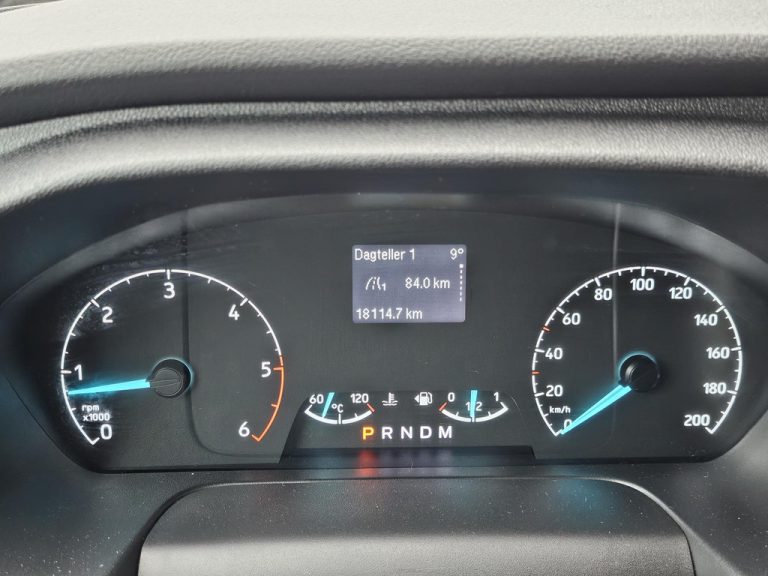 Dagteller 1 9°
1 84.0 km
18114.7 km
0 1 2 3 4 5 6
rpm
x1000
60 120
°C
0 1/2 1
P R N D M
0 20 40 60 80 100 120 140 160 180 200
km/h